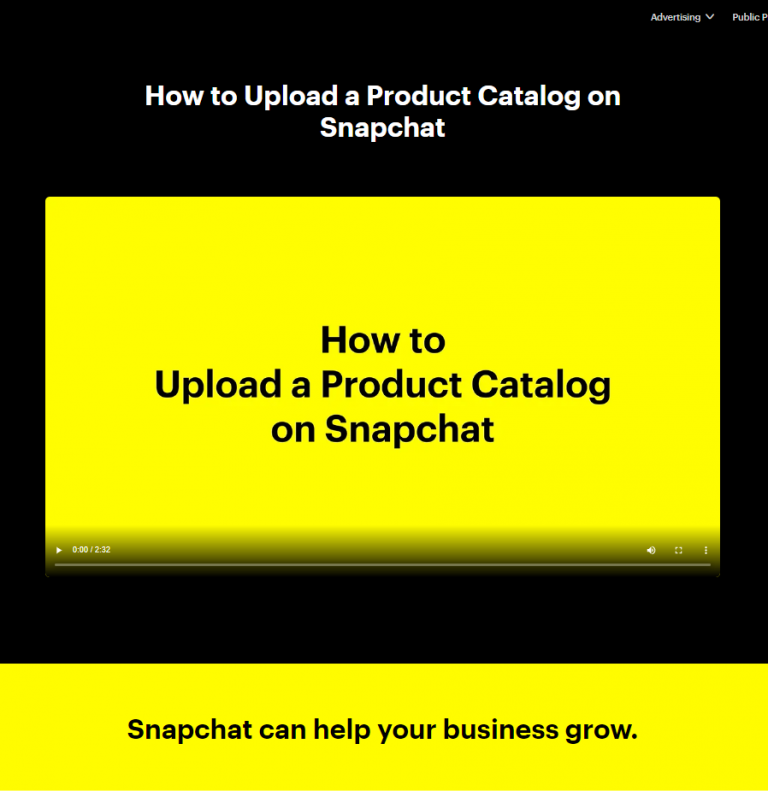 Advertising Public P
How to Upload a Product Catalog on
Snapchat
How to
Upload a Product Catalog
on Snapchat
0:00 / 2:32
Snapchat can help your business grow.